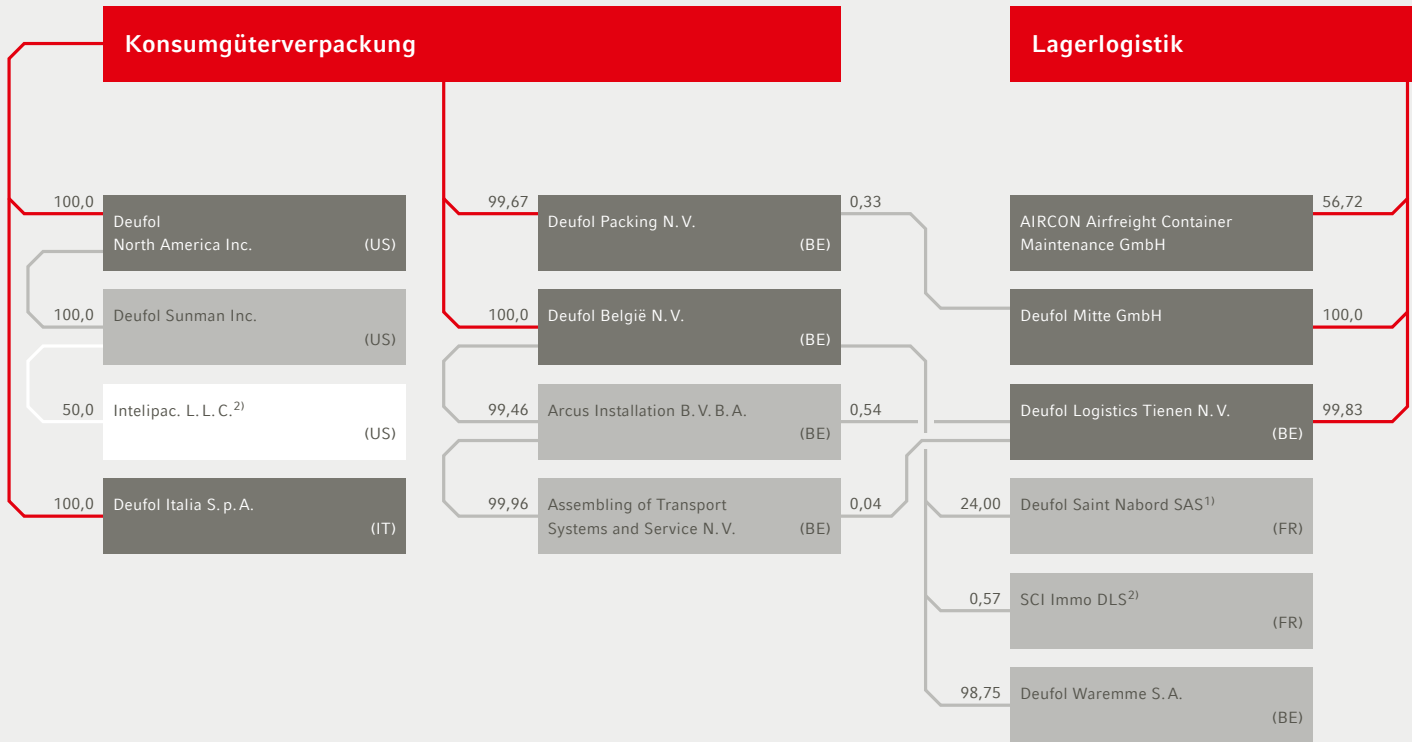 Konsumgüterverpackung
Lagerlogistik
100,0
Deufol
North America Inc. (US)
99,67
Deufol Packing N. V.
(BE)
0,33
AIRCON Airfreight Container
Maintenance GmbH
56,72
100,0
Deufol Sunman Inc.
(US)
100,0
Deufol België N. V.
(BE)
Deufol Mitte GmbH
100,0
50,0
Intelipac. L. L. C.2)
(US)
99,46
Arcus Installation B. V. B. A.
(BE)
0,54
Deufol Logistics Tienen N. V.
(BE)
99,83
100,0
Deufol Italia S. p. A.
(IT)
99,96
Assembling of Transport
Systems and Service N. V. (BE)
0,04
24,00
Deufol Saint Nabord SAS1)
(FR)
0,57
SCI Immo DLS2)
(FR)
98,75
Deufol Waremme S. A.
(BE)